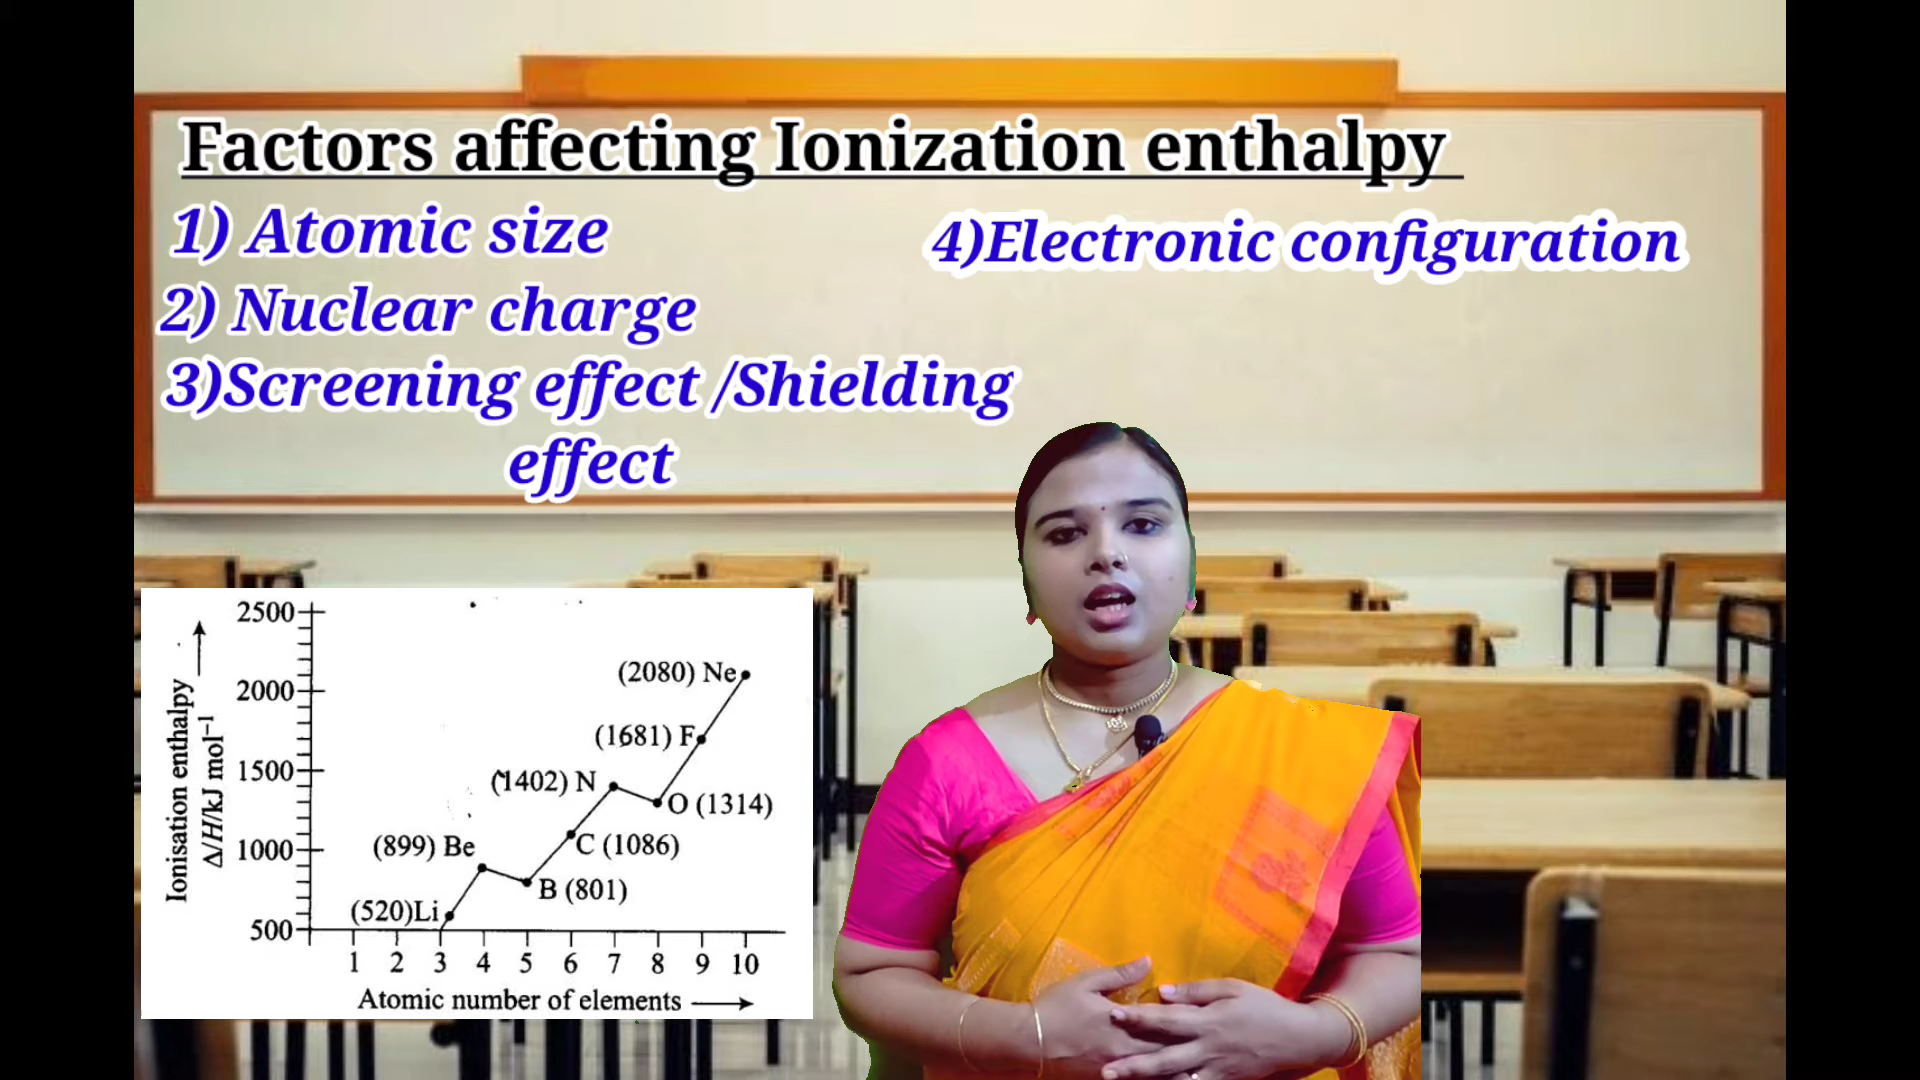 Factors affecting Ionization enthalpy
1) Atomic size
2) Nuclear charge
3)Screening effect /Shielding
effect
4)Electronic configuration
2500
2000
1500
1000
500
Ionisation enthalpy
ΔiH/kJ mol⁻¹
(2080) Ne
(1681) F
(1402) N
O (1314)
(899) Be
C (1086)
B (801)
(520)Li
1 2 3 4 5 6 7 8 9 10
Atomic number of elements